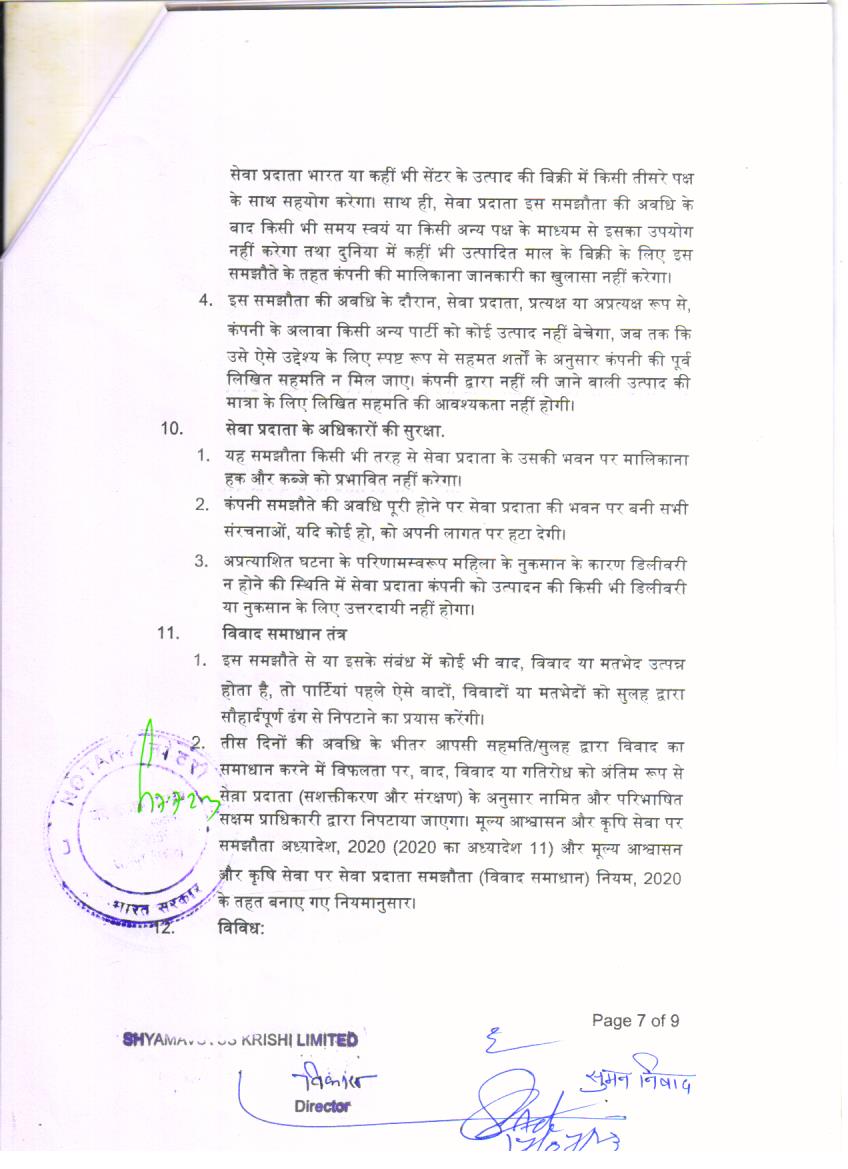 सेवा प्रदाता भारत या कहीं भी सेंटर के उत्पाद की बिक्री में किसी तीसरे पक्ष
के साथ सहयोग करेगा। साथ ही, सेवा प्रदाता इस समझौता की अवधि के
बाद किसी भी समय स्वयं या किसी अन्य पक्ष के माध्यम से इसका उपयोग
नहीं करेगा तथा दुनिया में कहीं भी उत्पादित माल के बिक्री के लिए इस
समझौते के तहत कंपनी की मालिकाना जानकारी का खुलासा नहीं करेगा।
4. इस समझौता की अवधि के दौरान, सेवा प्रदाता, प्रत्यक्ष या अप्रत्यक्ष रूप से,
कंपनी के अलावा किसी अन्य पार्टी को कोई उत्पाद नहीं बेचेगा, जब तक कि
उसे ऐसे उद्देश्य के लिए स्पष्ट रूप से सहमत शर्तों के अनुसार कंपनी की पूर्व
लिखित सहमति न मिल जाए। कंपनी द्वारा नहीं ली जाने वाली उत्पाद की
मात्रा के लिए लिखित सहमति की आवश्यकता नहीं होगी।
10. सेवा प्रदाता के अधिकारों की सुरक्षा.
1. यह समझौता किसी भी तरह से सेवा प्रदाता के उसकी भवन पर मालिकाना
हक और कब्जे को प्रभावित नहीं करेगा।
2. कंपनी समझौते की अवधि पूरी होने पर सेवा प्रदाता की भवन पर बनी सभी
संरचनाओं, यदि कोई हो, को अपनी लागत पर हटा देगी।
3. अप्रत्याशित घटना के परिणामस्वरूप महिला के नुकसान के कारण डिलीवरी
न होने की स्थिति में सेवा प्रदाता कंपनी को उत्पादन की किसी भी डिलीवरी
या नुकसान के लिए उत्तरदायी नहीं होगा।
11. विवाद समाधान तंत्र
1. इस समझौते से या इसके संबंध में कोई भी वाद, विवाद या मतभेद उत्पन्न
होता है, तो पार्टियां पहले ऐसे वादों, विवादों या मतभेदों को सुलह द्वारा
सौहार्दपूर्ण ढंग से निपटाने का प्रयास करेंगी।
2. तीस दिनों की अवधि के भीतर आपसी सहमति/सुलह द्वारा विवाद का
समाधान करने में विफलता पर, वाद, विवाद या गतिरोध को अंतिम रूप से
सेवा प्रदाता (सशक्तीकरण और संरक्षण) के अनुसार नामित और परिभाषित
सक्षम प्राधिकारी द्वारा निपटाया जाएगा। मूल्य आश्वासन और कृषि सेवा पर
समझौता अध्यादेश, 2020 (2020 का अध्यादेश 11) और मूल्य आश्वासन
और कृषि सेवा पर सेवा प्रदाता समझौता (विवाद समाधान) नियम, 2020
के तहत बनाए गए नियमानुसार।
12. विविध:
NOTARY नोटरी
भारत सरकार
Page 7 of 9
KRISHI LIMITED
विकास
सुमन निषाद
Director